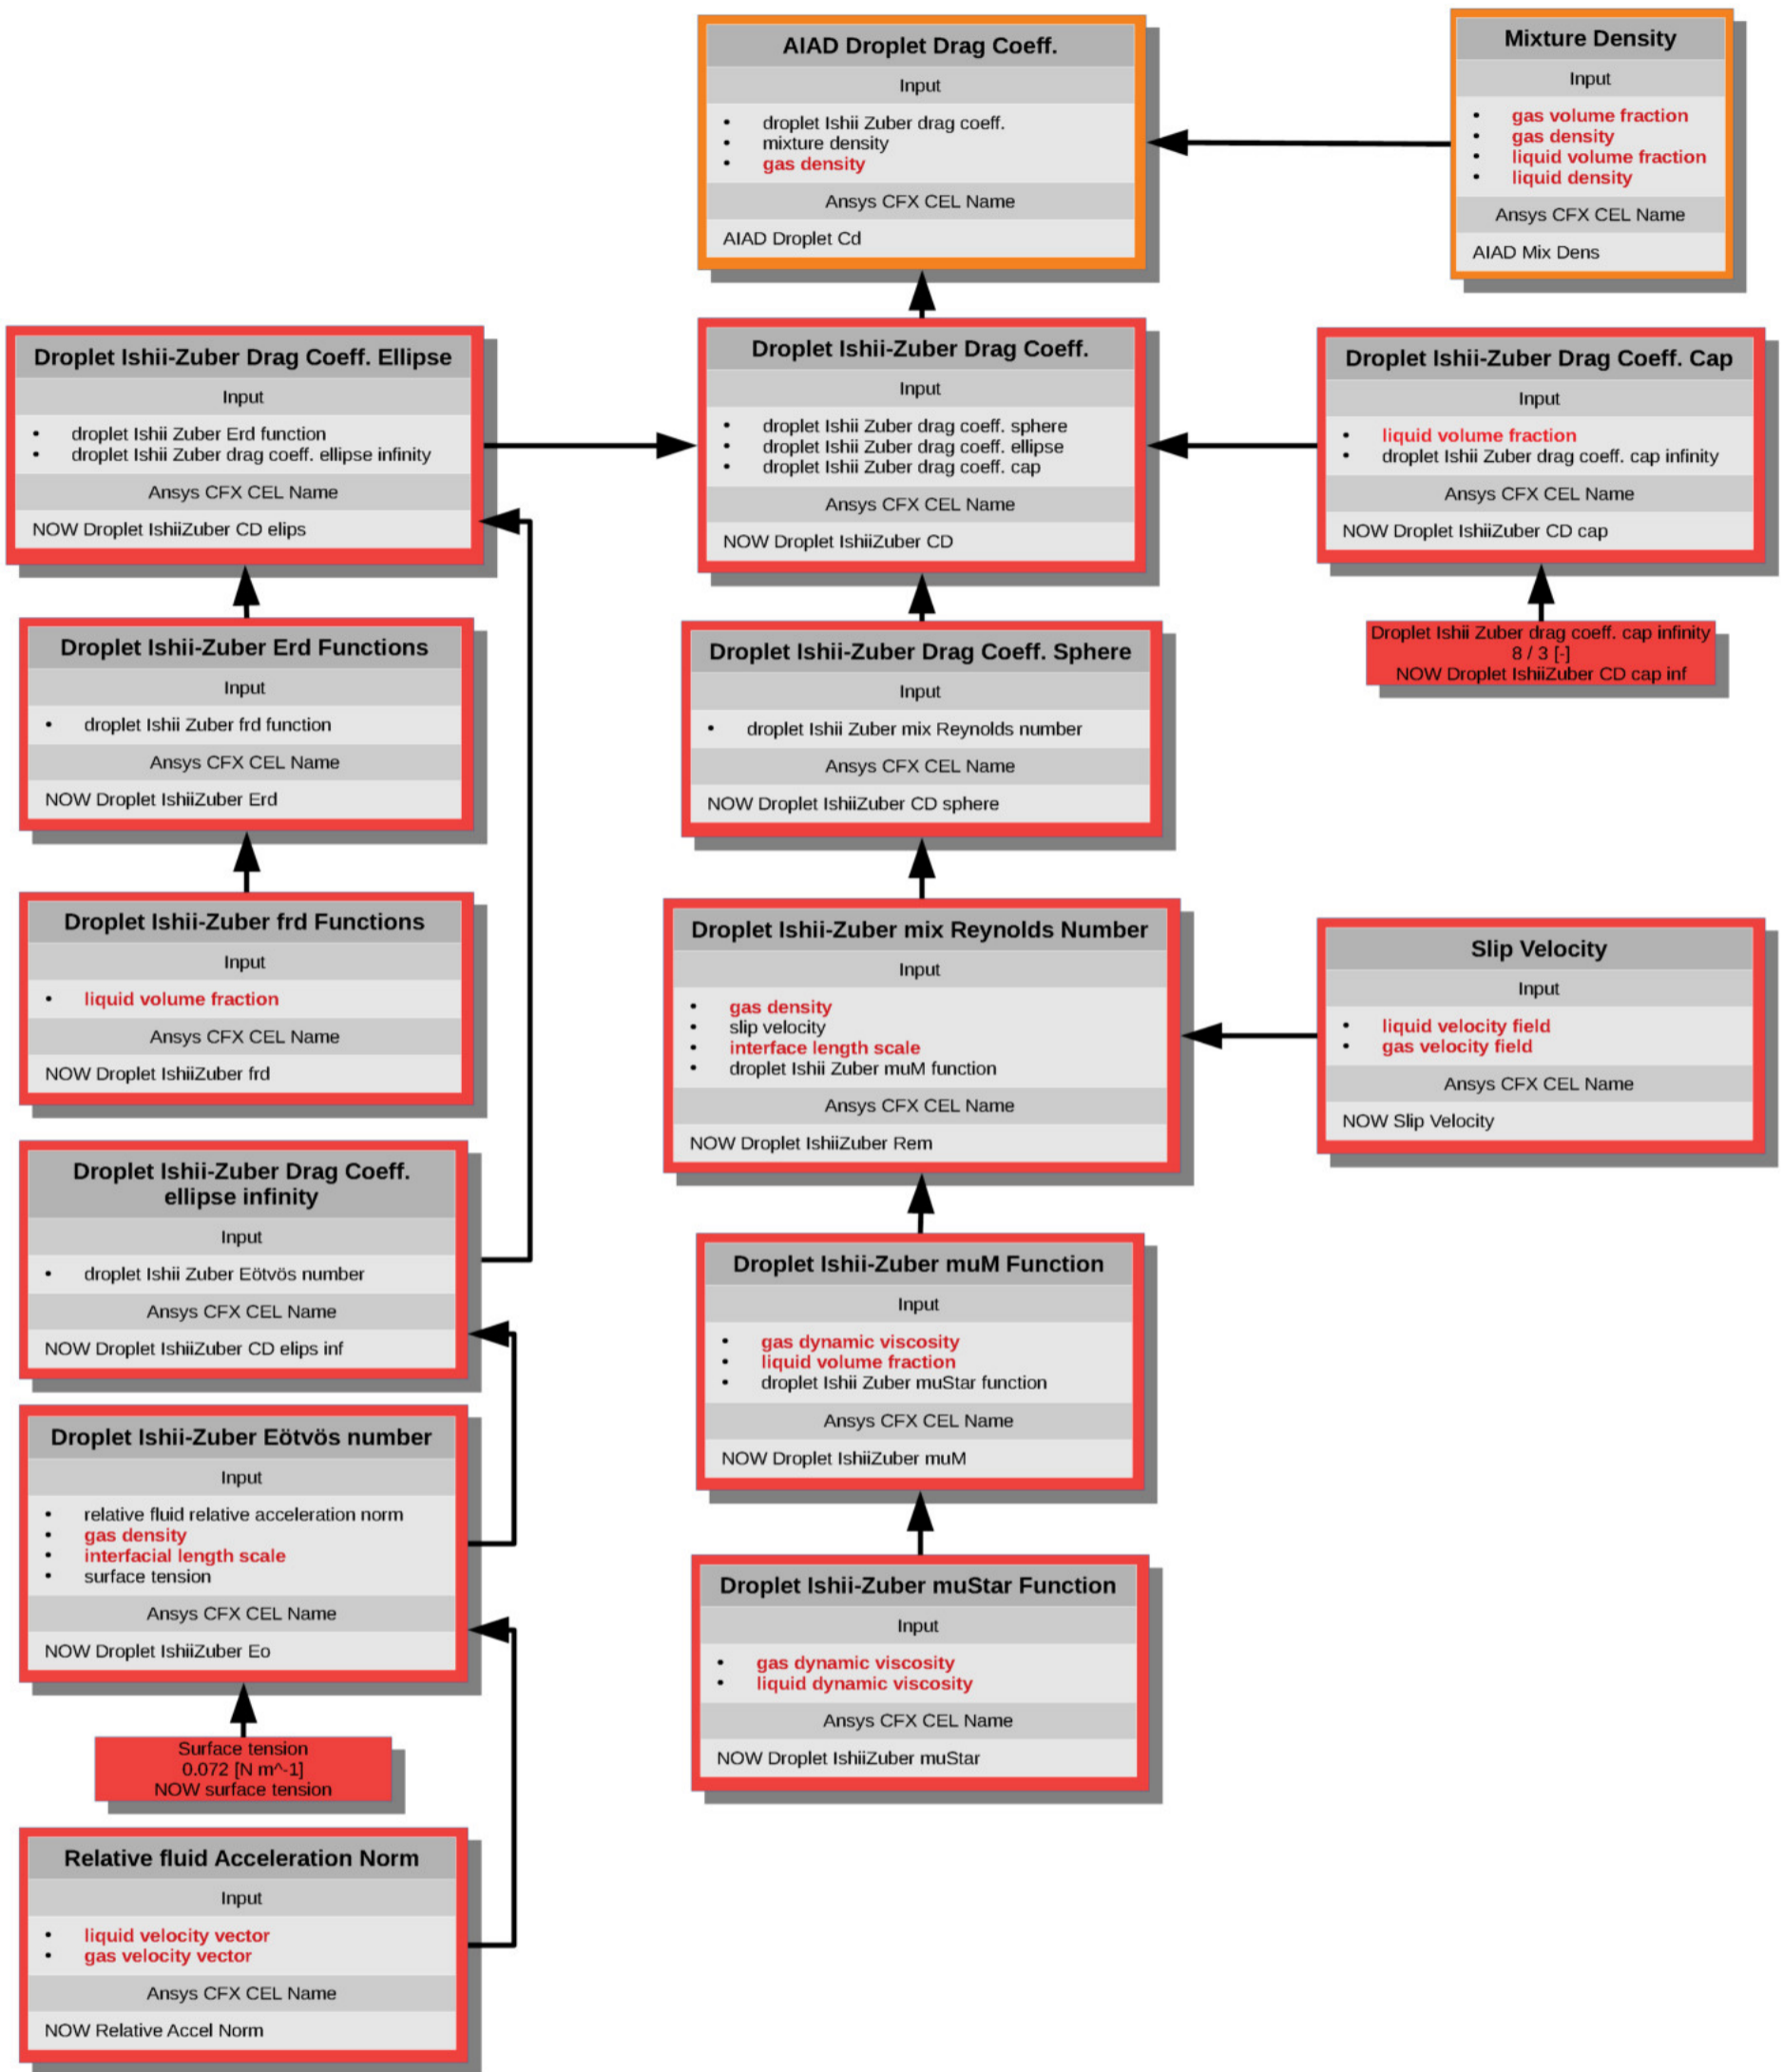 AIAD Droplet Drag Coeff.
Input
• droplet Ishii Zuber drag coeff.
• mixture density
• gas density
Ansys CFX CEL Name
AIAD Droplet Cd
Mixture Density
Input
• gas volume fraction
• gas density
• liquid volume fraction
• liquid density
Ansys CFX CEL Name
AIAD Mix Dens
Droplet Ishii-Zuber Drag Coeff. Ellipse
Input
• droplet Ishii Zuber Erd function
• droplet Ishii Zuber drag coeff. ellipse infinity
Ansys CFX CEL Name
NOW Droplet IshiiZuber CD elips
Droplet Ishii-Zuber Drag Coeff.
Input
• droplet Ishii Zuber drag coeff. sphere
• droplet Ishii Zuber drag coeff. ellipse
• droplet Ishii Zuber drag coeff. cap
Ansys CFX CEL Name
NOW Droplet IshiiZuber CD
Droplet Ishii-Zuber Drag Coeff. Cap
Input
• liquid volume fraction
• droplet Ishii Zuber drag coeff. cap infinity
Ansys CFX CEL Name
NOW Droplet IshiiZuber CD cap
Droplet Ishii-Zuber Erd Functions
Input
• droplet Ishii Zuber frd function
Ansys CFX CEL Name
NOW Droplet IshiiZuber Erd
Droplet Ishii-Zuber Drag Coeff. Sphere
Input
• droplet Ishii Zuber mix Reynolds number
Ansys CFX CEL Name
NOW Droplet IshiiZuber CD sphere
Droplet Ishii Zuber drag coeff. cap infinity
8 / 3 [-]
NOW Droplet IshiiZuber CD cap inf
Droplet Ishii-Zuber frd Functions
Input
• liquid volume fraction
Ansys CFX CEL Name
NOW Droplet IshiiZuber frd
Droplet Ishii-Zuber mix Reynolds Number
Input
• gas density
• slip velocity
• interface length scale
• droplet Ishii Zuber muM function
Ansys CFX CEL Name
NOW Droplet IshiiZuber Rem
Slip Velocity
Input
• liquid velocity field
• gas velocity field
Ansys CFX CEL Name
NOW Slip Velocity
Droplet Ishii-Zuber Drag Coeff.
ellipse infinity
Input
• droplet Ishii Zuber Eötvös number
Ansys CFX CEL Name
NOW Droplet IshiiZuber CD elips inf
Droplet Ishii-Zuber muM Function
Input
• gas dynamic viscosity
• liquid volume fraction
• droplet Ishii Zuber muStar function
Ansys CFX CEL Name
NOW Droplet IshiiZuber muM
Droplet Ishii-Zuber Eötvös number
Input
• relative fluid relative acceleration norm
• gas density
• interfacial length scale
• surface tension
Ansys CFX CEL Name
NOW Droplet IshiiZuber Eo
Droplet Ishii-Zuber muStar Function
Input
• gas dynamic viscosity
• liquid dynamic viscosity
Ansys CFX CEL Name
NOW Droplet IshiiZuber muStar
Surface tension
0.072 [N m^-1]
NOW surface tension
Relative fluid Acceleration Norm
Input
• liquid velocity vector
• gas velocity vector
Ansys CFX CEL Name
NOW Relative Accel Norm